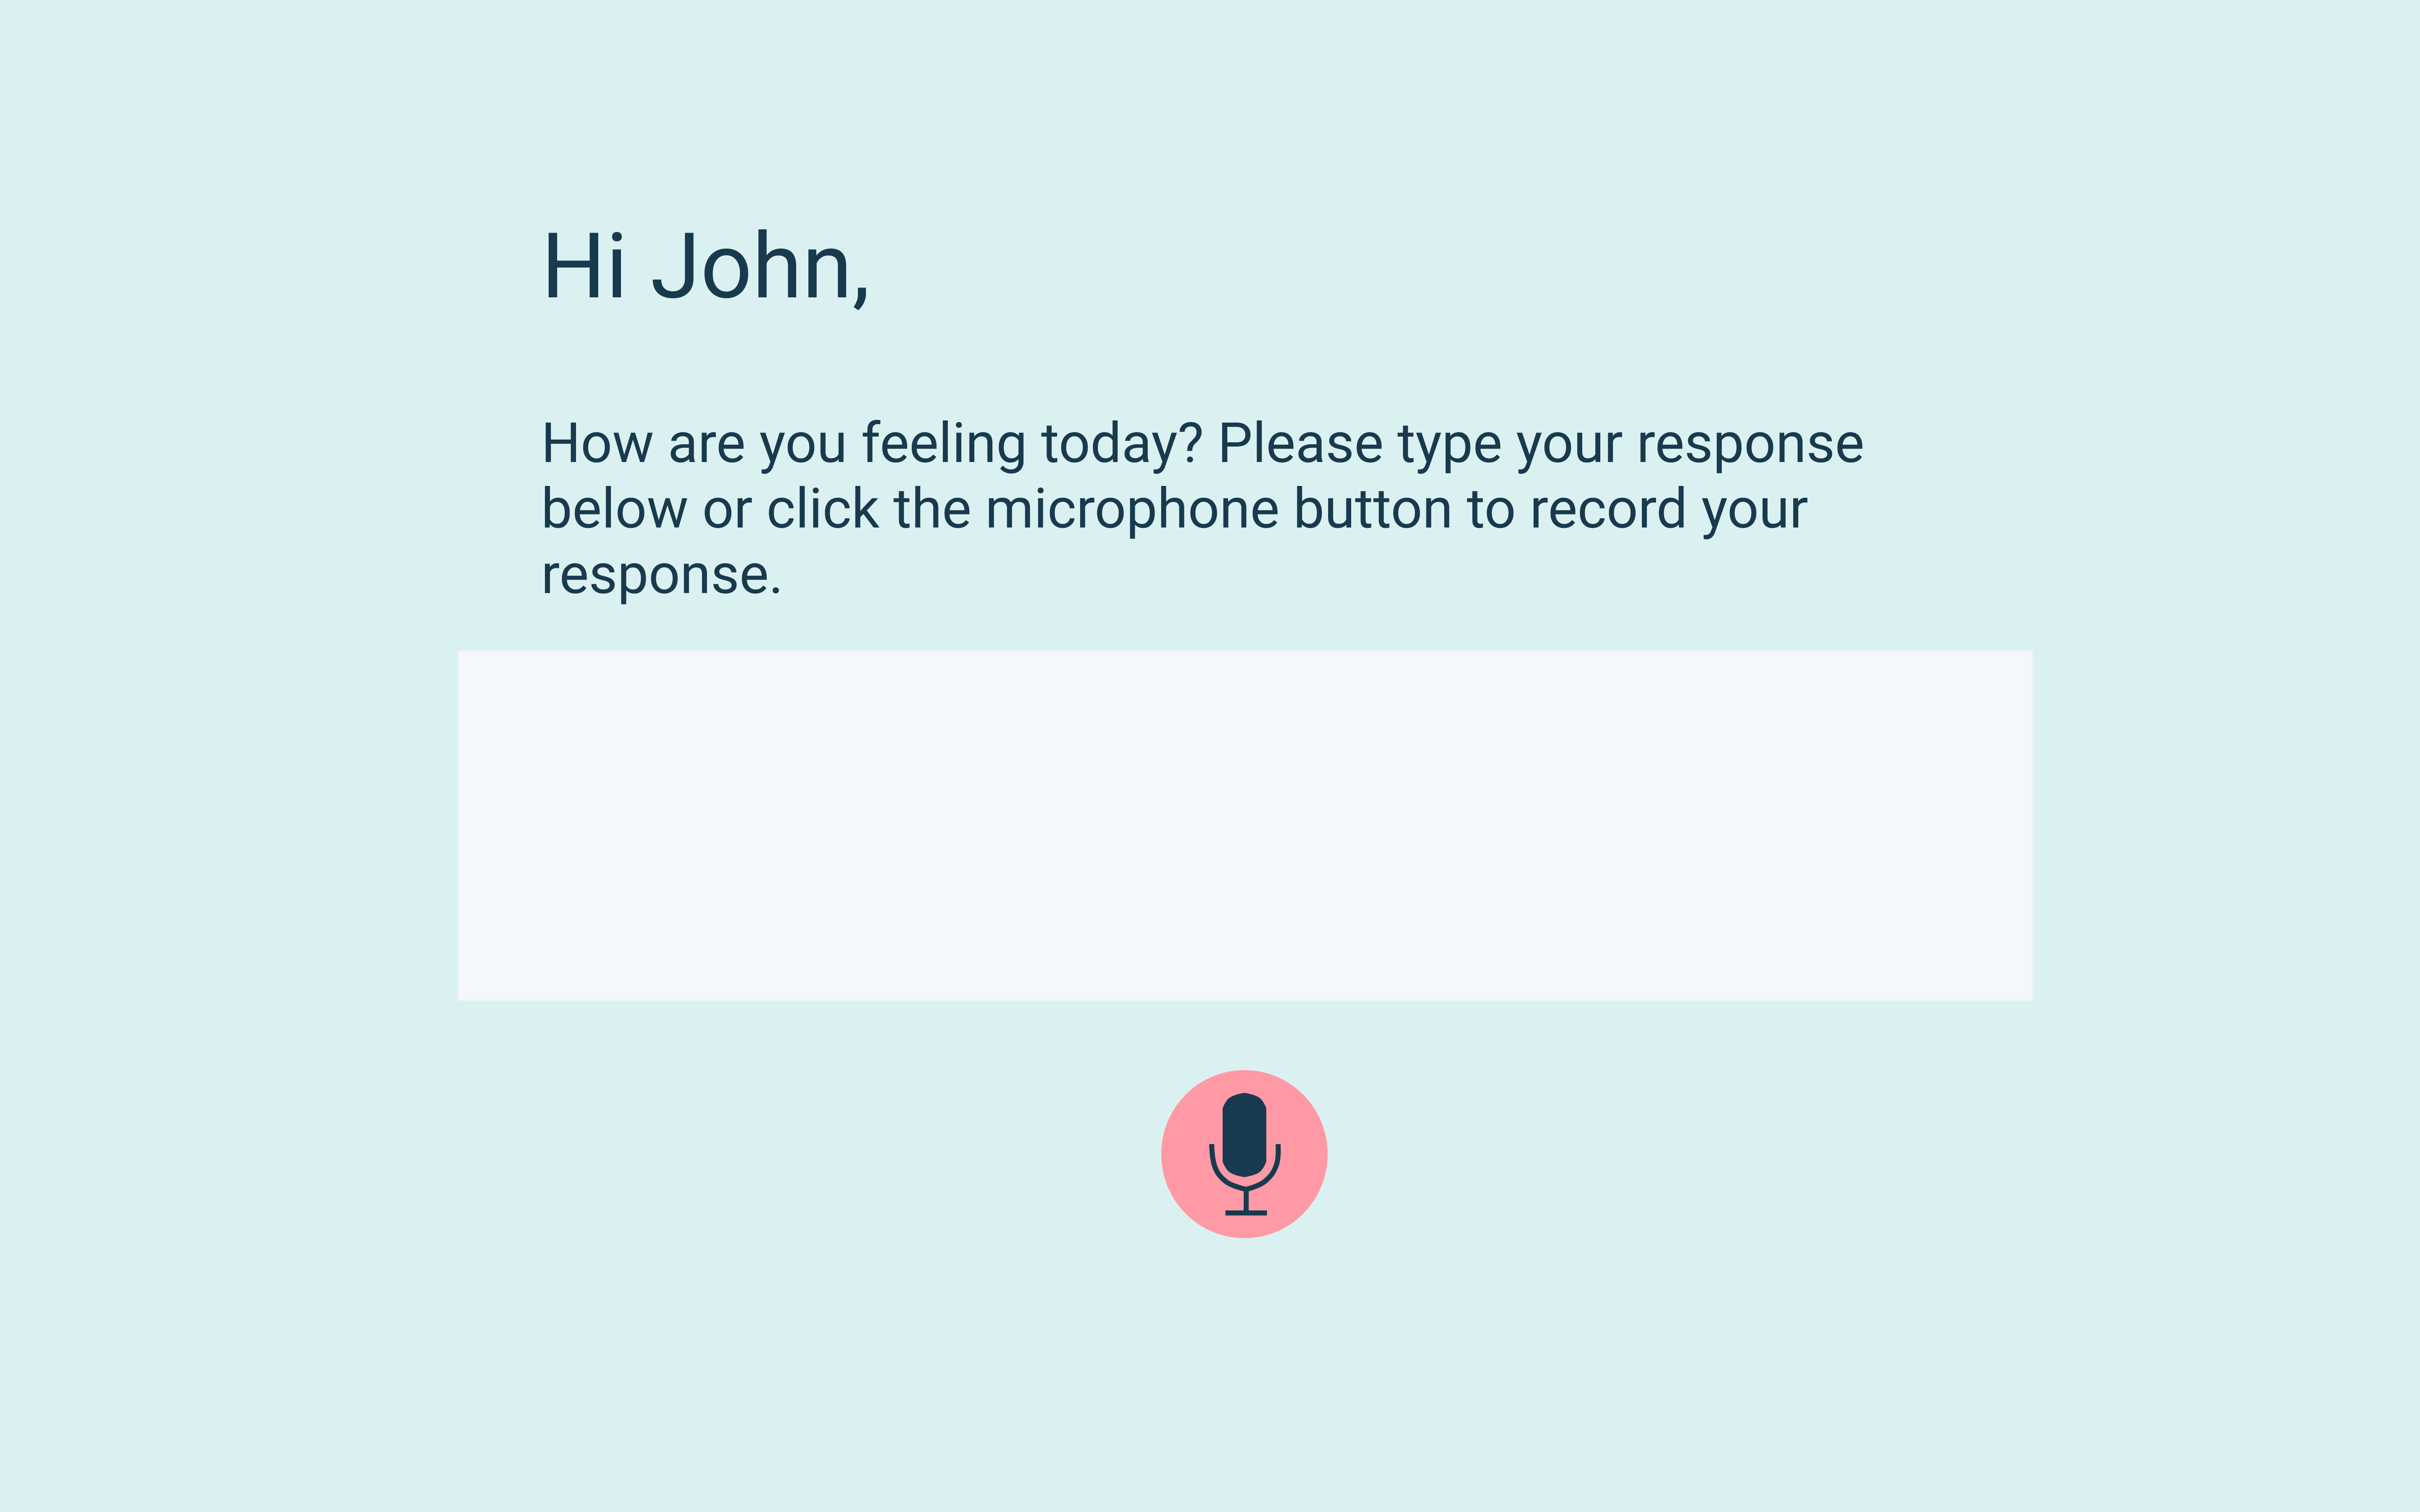 Hi John,
How are you feeling today? Please type your response
below or click the microphone button to record your
response.